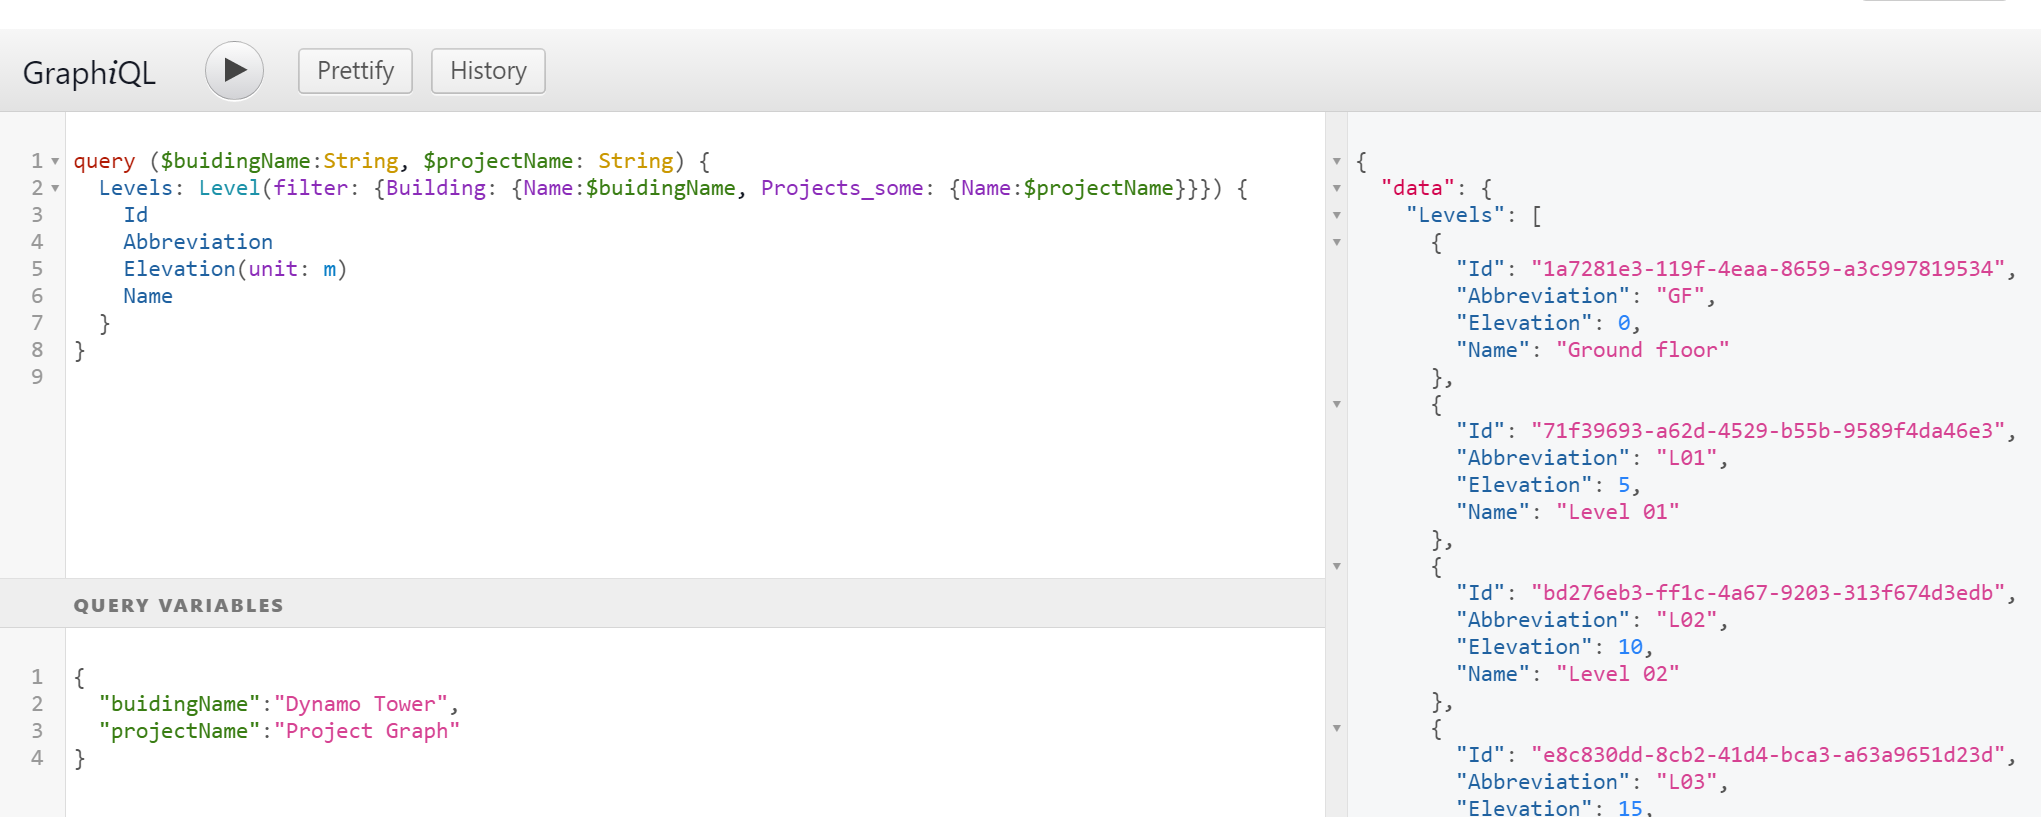 GraphiQL
Prettify
History
1 query ($buidingName:String, $projectName: String) {
2 Levels: Level(filter: {Building: {Name:$buidingName, Projects_some: {Name:$projectName}}}) {
3 Id
4 Abbreviation
5 Elevation(unit: m)
6 Name
7 }
8 }
9
QUERY VARIABLES
1 {
2 "buidingName":"Dynamo Tower",
3 "projectName":"Project Graph"
4 }
{
"data": {
"Levels": [
{
"Id": "1a7281e3-119f-4eaa-8659-a3c997819534",
"Abbreviation": "GF",
"Elevation": 0,
"Name": "Ground floor"
},
{
"Id": "71f39693-a62d-4529-b55b-9589f4da46e3",
"Abbreviation": "L01",
"Elevation": 5,
"Name": "Level 01"
},
{
"Id": "bd276eb3-ff1c-4a67-9203-313f674d3edb",
"Abbreviation": "L02",
"Elevation": 10,
"Name": "Level 02"
},
{
"Id": "e8c830dd-8cb2-41d4-bca3-a63a9651d23d",
"Abbreviation": "L03",
"Elevation": 15,